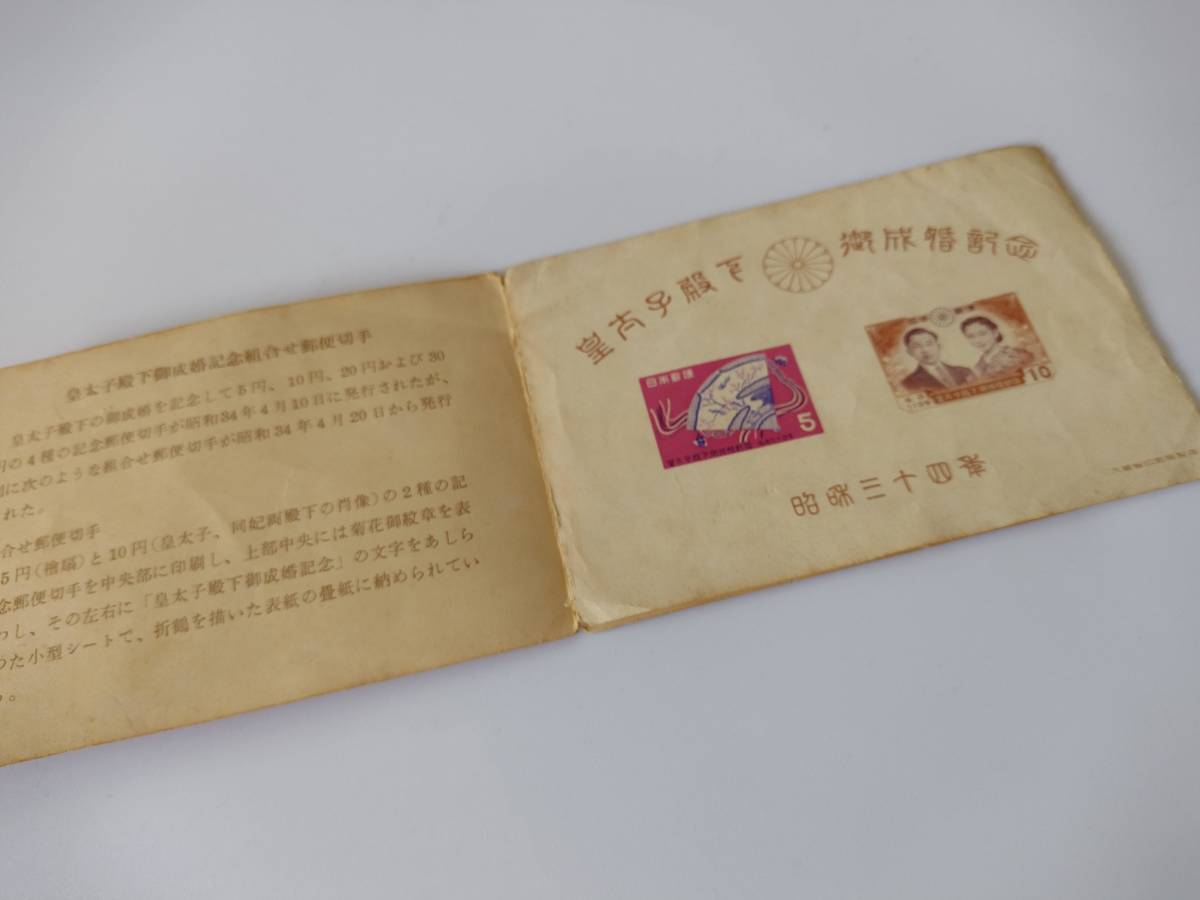 皇太子殿下御成婚記念組合せ郵便切手
皇太子殿下の御成婚を記念して5円、10円、20円および30
円の4種の記念郵便切手が昭和34年4月10日に発行されたが、
に次のような組合せ郵便切手が昭和34年4月20日から発行
れた。
合せ郵便切手
5円(檜扇)と10円(皇太子、同妃両殿下の肖像)の2種の記
念郵便切手を中央部に印刷し、上部中央には菊花御紋章を表
わし、その左右に「皇太子殿下御成婚記念」の文字をあしら
つた小型シートで、折鶴を描いた表紙の畳紙に納められてい
る。
皇太子殿下 御成婚記念
日本郵便
5
10
昭和三十四年